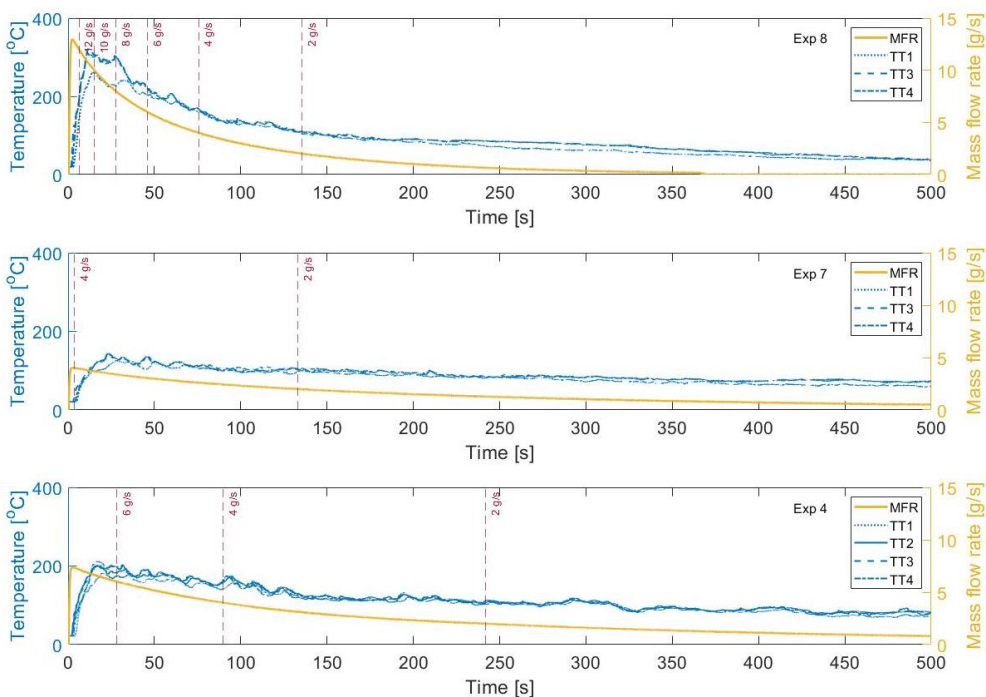 400
300
200
0
Temperature [°C]
12 g/s
10 g/s
8 g/s
6 g/s
4 g/s
2 g/s
Exp 8
MFR
TT1
TT3
TT4
15
10
5
0
Mass flow rate [g/s]
0 50 100 150 200 250 300 350 400 450 500
Time [s]
400
200
0
Temperature [°C]
4 g/s
2 g/s
Exp 7
MFR
TT1
TT3
TT4
15
10
5
0
Mass flow rate [g/s]
0 50 100 150 200 250 300 350 400 450 500
Time [s]
400
200
0
Temperature [°C]
6 g/s
4 g/s
2 g/s
Exp 4
MFR
TT1
TT2
TT3
TT4
15
10
5
0
Mass flow rate [g/s]
0 50 100 150 200 250 300 350 400 450 500
Time [s]